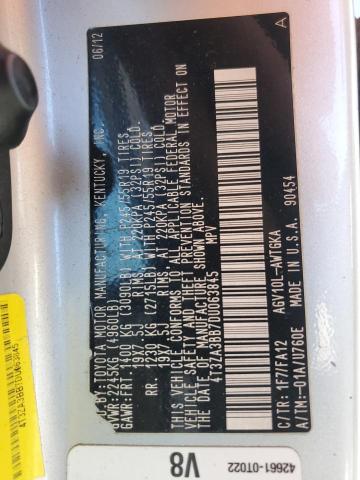 MFD BY: TOYOTA MOTOR MANUFACTURING, KENTUCKY, INC. 06/12
GVWR: 2245KG (4950LB)
GAWR: FRT. 1400 KG (3090LB) WITH P245/55R19 TIRES,
19X7.5J RIMS, AT 220KPA (32PSI) COLD.
RR. 1230 KG (2715LB) WITH P245/55R19 TIRES,
19X7.5J RIMS, AT 220KPA (32PSI) COLD.
THIS VEHICLE CONFORMS TO ALL APPLICABLE FEDERAL MOTOR
VEHICLE SAFETY AND THEFT PREVENTION STANDARDS IN EFFECT ON
THE DATE OF MANUFACTURE SHOWN ABOVE.
4T3ZA3BB7DU063845 MPV
C/TR: 1F7/FA12 AGV10L-AWTGKA
A/TM: -01A/U760E MADE IN U.S.A. 90454
A
4T3ZA3BB7DU063845
42661-0T022
V8